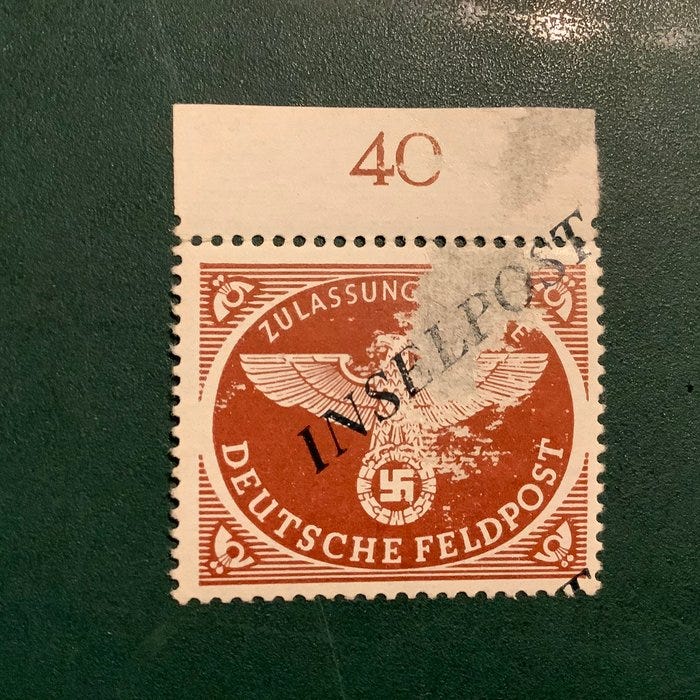 40
ZULASSUNG
INSELPOST
DEUTSCHE FELDPOST
T